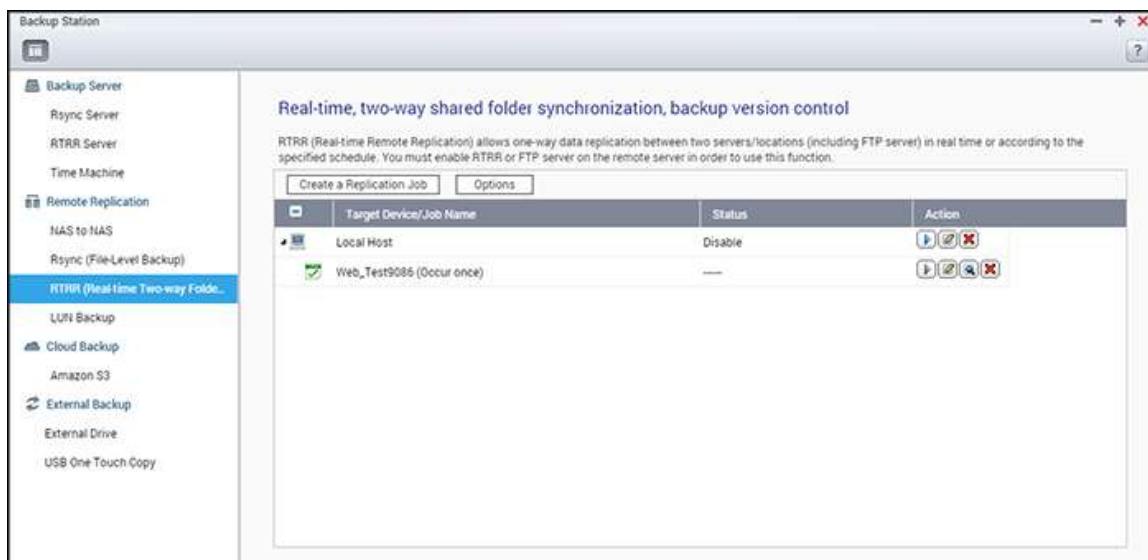 Backup Station
Backup Server
Rsync Server
RTRR Server
Time Machine
Remote Replication
NAS to NAS
Rsync (File-Level Backup)
RTRR (Real-time Two-way Folde...
LUN Backup
Cloud Backup
Amazon S3
External Backup
External Drive
USB One Touch Copy
?
Real-time, two-way shared folder synchronization, backup version control
RTRR (Real-time Remote Replication) allows one-way data replication between two servers/locations (including FTP server) in real time or according to the
specified schedule. You must enable RTRR or FTP server on the remote server in order to use this function.
Create a Replication Job Options
Target Device/Job Name Status Action
Local Host Disable
Web_Test9086 (Occur once) -----